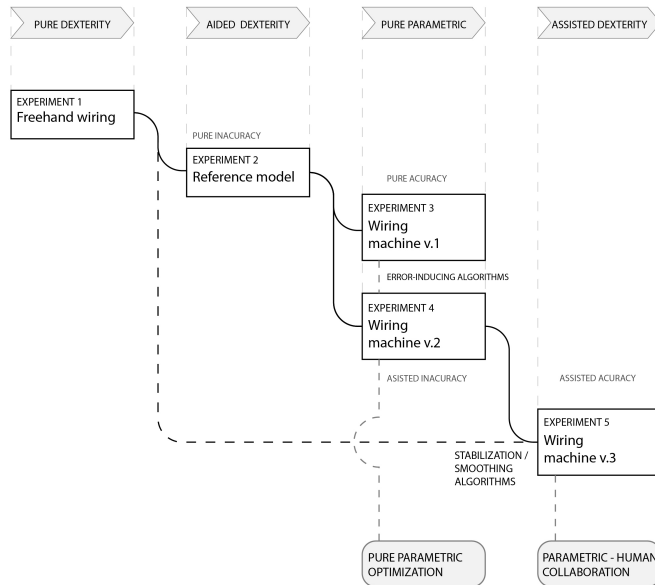 PURE DEXTERITY
AIDED DEXTERITY
PURE PARAMETRIC
ASSISTED DEXTERITY
EXPERIMENT 1
Freehand wiring
PURE INACURACY
EXPERIMENT 2
Reference model
PURE ACURACY
EXPERIMENT 3
Wiring
machine v.1
ERROR-INDUCING ALGORITHMS
EXPERIMENT 4
Wiring
machine v.2
ASISTED INACURACY
ASSISTED ACURACY
EXPERIMENT 5
Wiring
machine v.3
STABILIZATION /
SMOOTHING
ALGORITHMS
PURE PARAMETRIC
OPTIMIZATION
PARAMETRIC - HUMAN
COLLABORATION